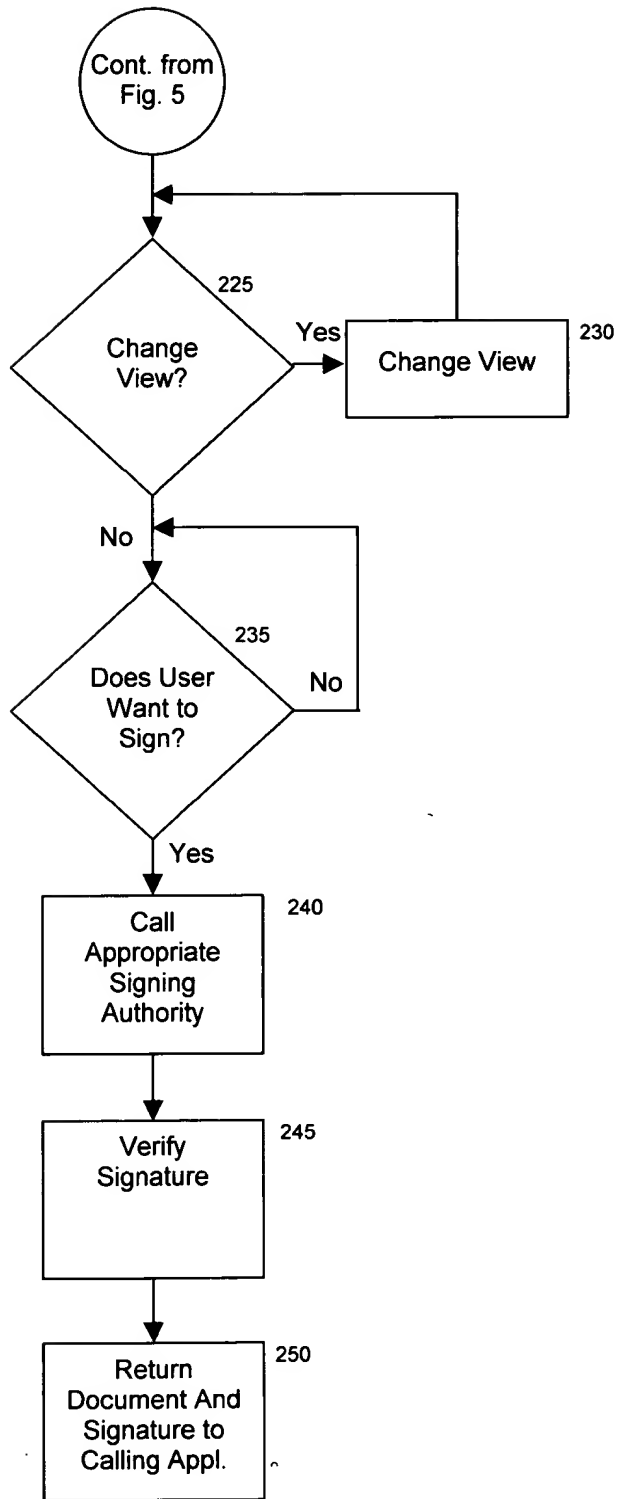 Cont. from
Fig. 5
225
Change
View?
Yes
Change View
230
No
235
Does User
Want to
Sign?
No
Yes
240
Call
Appropriate
Signing
Authority
245
Verify
Signature
250
Return
Document And
Signature to
Calling Appl.